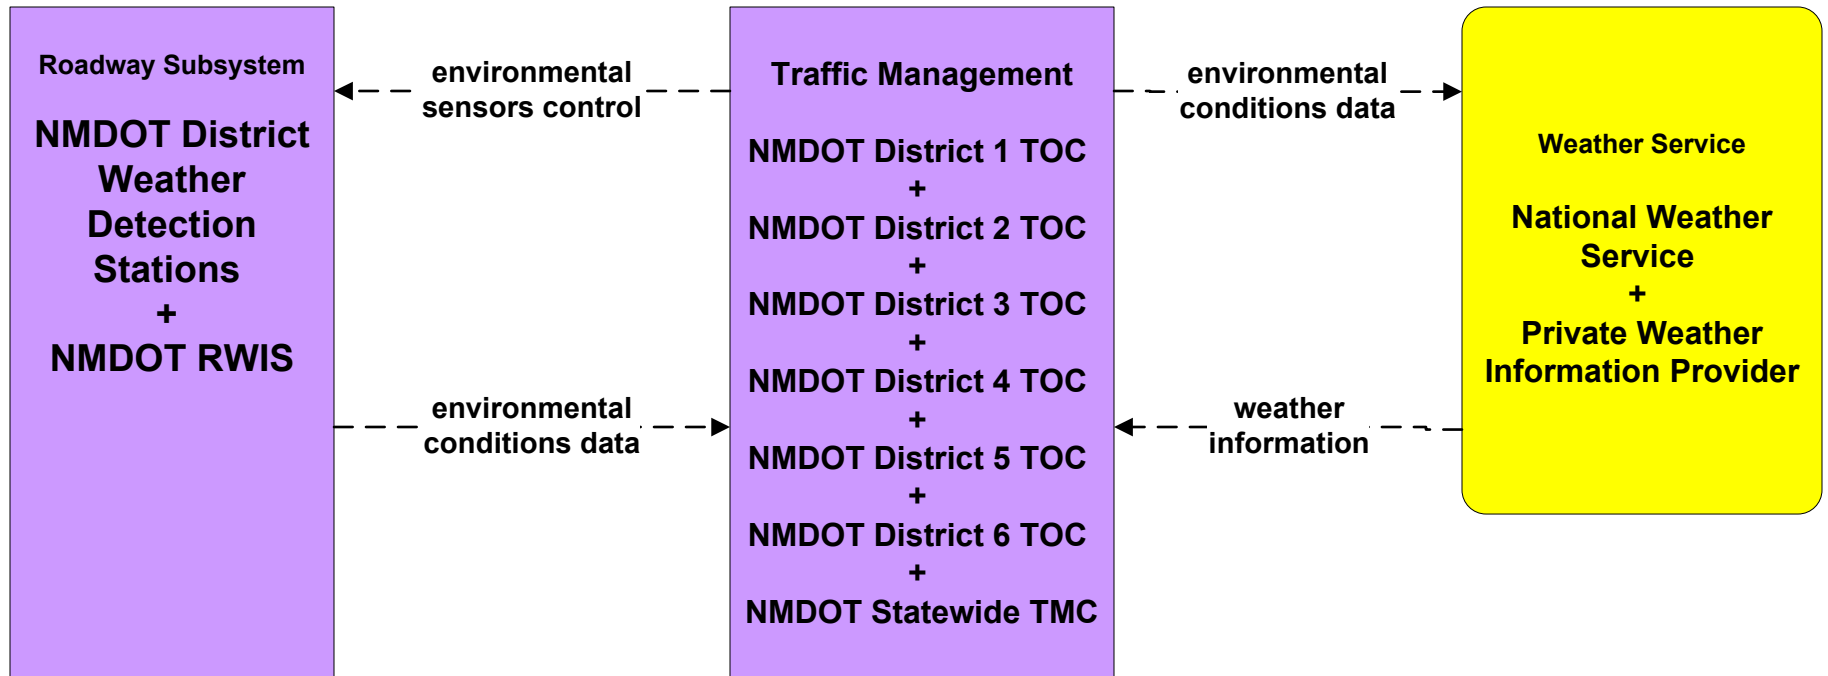 Roadway Subsystem
NMDOT District
Weather
Detection
Stations
+
NMDOT RWIS
environmental
sensors control
environmental
conditions data
Traffic Management
NMDOT District 1 TOC
+
NMDOT District 2 TOC
+
NMDOT District 3 TOC
+
NMDOT District 4 TOC
+
NMDOT District 5 TOC
+
NMDOT District 6 TOC
+
NMDOT Statewide TMC
environmental
conditions data
weather
information
Weather Service
National Weather
Service
+
Private Weather
Information Provider